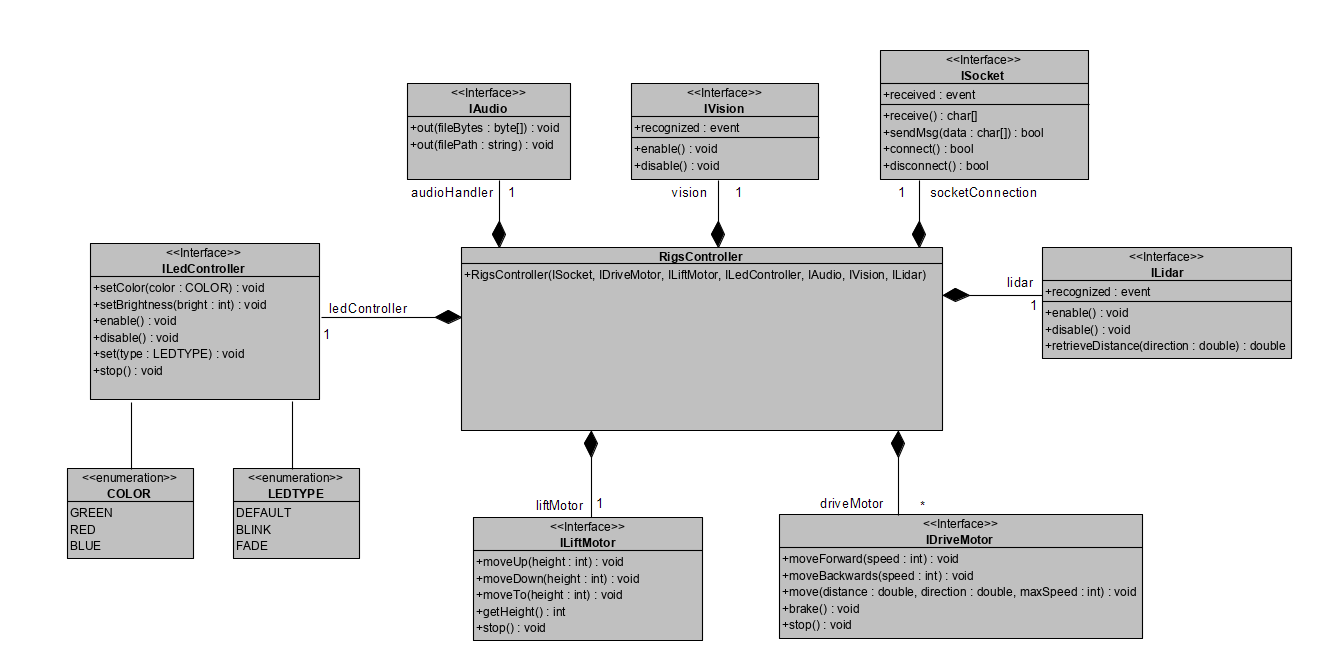 <<Interface>>
IAudio
+out(fileBytes : byte[]) : void
+out(filePath : string) : void
audioHandler
1
<<Interface>>
IVision
+recognized : event
+enable() : void
+disable() : void
vision
1
<<Interface>>
ISocket
+received : event
+receive() : char[]
+sendMsg(data : char[]) : bool
+connect() : bool
+disconnect() : bool
1
socketConnection
<<Interface>>
ILedController
+setColor(color : COLOR) : void
+setBrightness(bright : int) : void
+enable() : void
+disable() : void
+set(type : LEDTYPE) : void
+stop() : void
ledController
1
RigsController
+RigsController(ISocket, IDriveMotor, ILiftMotor, ILedController, IAudio, IVision, ILidar)
lidar
1
<<Interface>>
ILidar
+recognized : event
+enable() : void
+disable() : void
+retrieveDistance(direction : double) : double
<<enumeration>>
COLOR
GREEN
RED
BLUE
<<enumeration>>
LEDTYPE
DEFAULT
BLINK
FADE
liftMotor
1
<<Interface>>
ILiftMotor
+moveUp(height : int) : void
+moveDown(height : int) : void
+moveTo(height : int) : void
+getHeight() : int
+stop() : void
driveMotor
*
<<Interface>>
IDriveMotor
+moveForward(speed : int) : void
+moveBackwards(speed : int) : void
+move(distance : double, direction : double, maxSpeed : int) : void
+brake() : void
+stop() : void